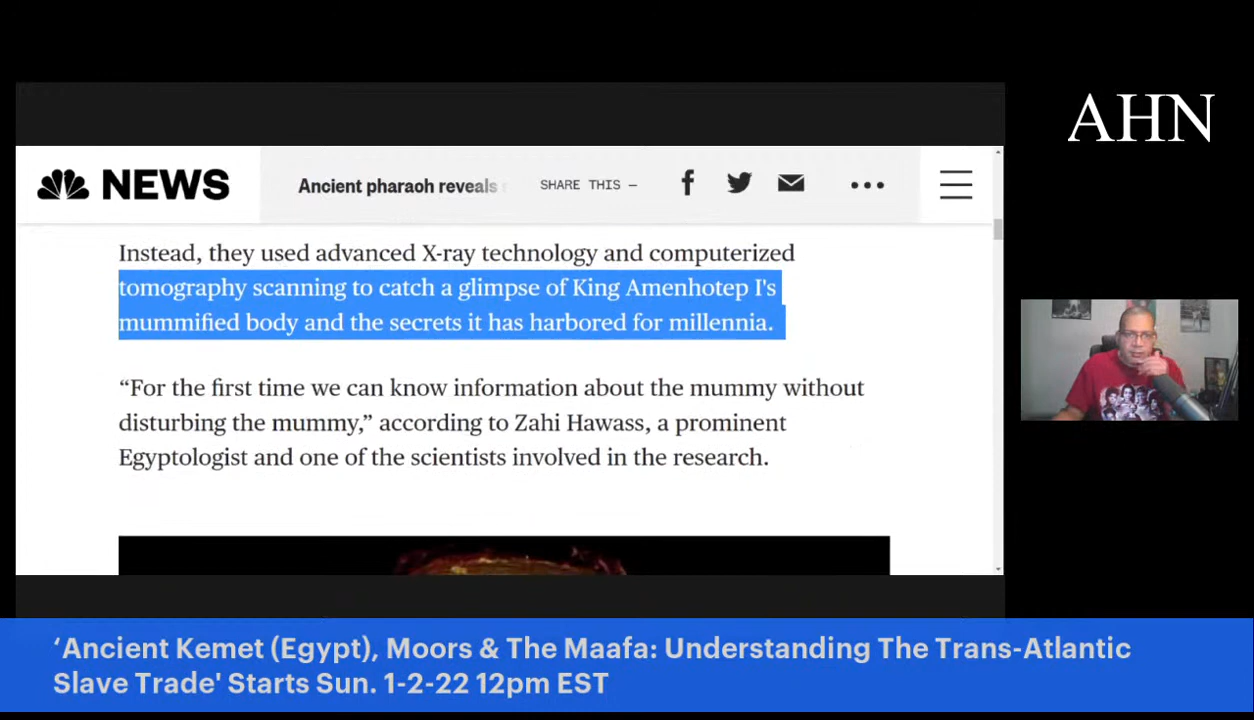 AHN
NEWS
Ancient pharaoh reveals
SHARE THIS –
Instead, they used advanced X-ray technology and computerized
tomography scanning to catch a glimpse of King Amenhotep I's
mummified body and the secrets it has harbored for millennia.
“For the first time we can know information about the mummy without
disturbing the mummy,” according to Zahi Hawass, a prominent
Egyptologist and one of the scientists involved in the research.
‘Ancient Kemet (Egypt), Moors & The Maafa: Understanding The Trans-Atlantic
Slave Trade' Starts Sun. 1-2-22 12pm EST